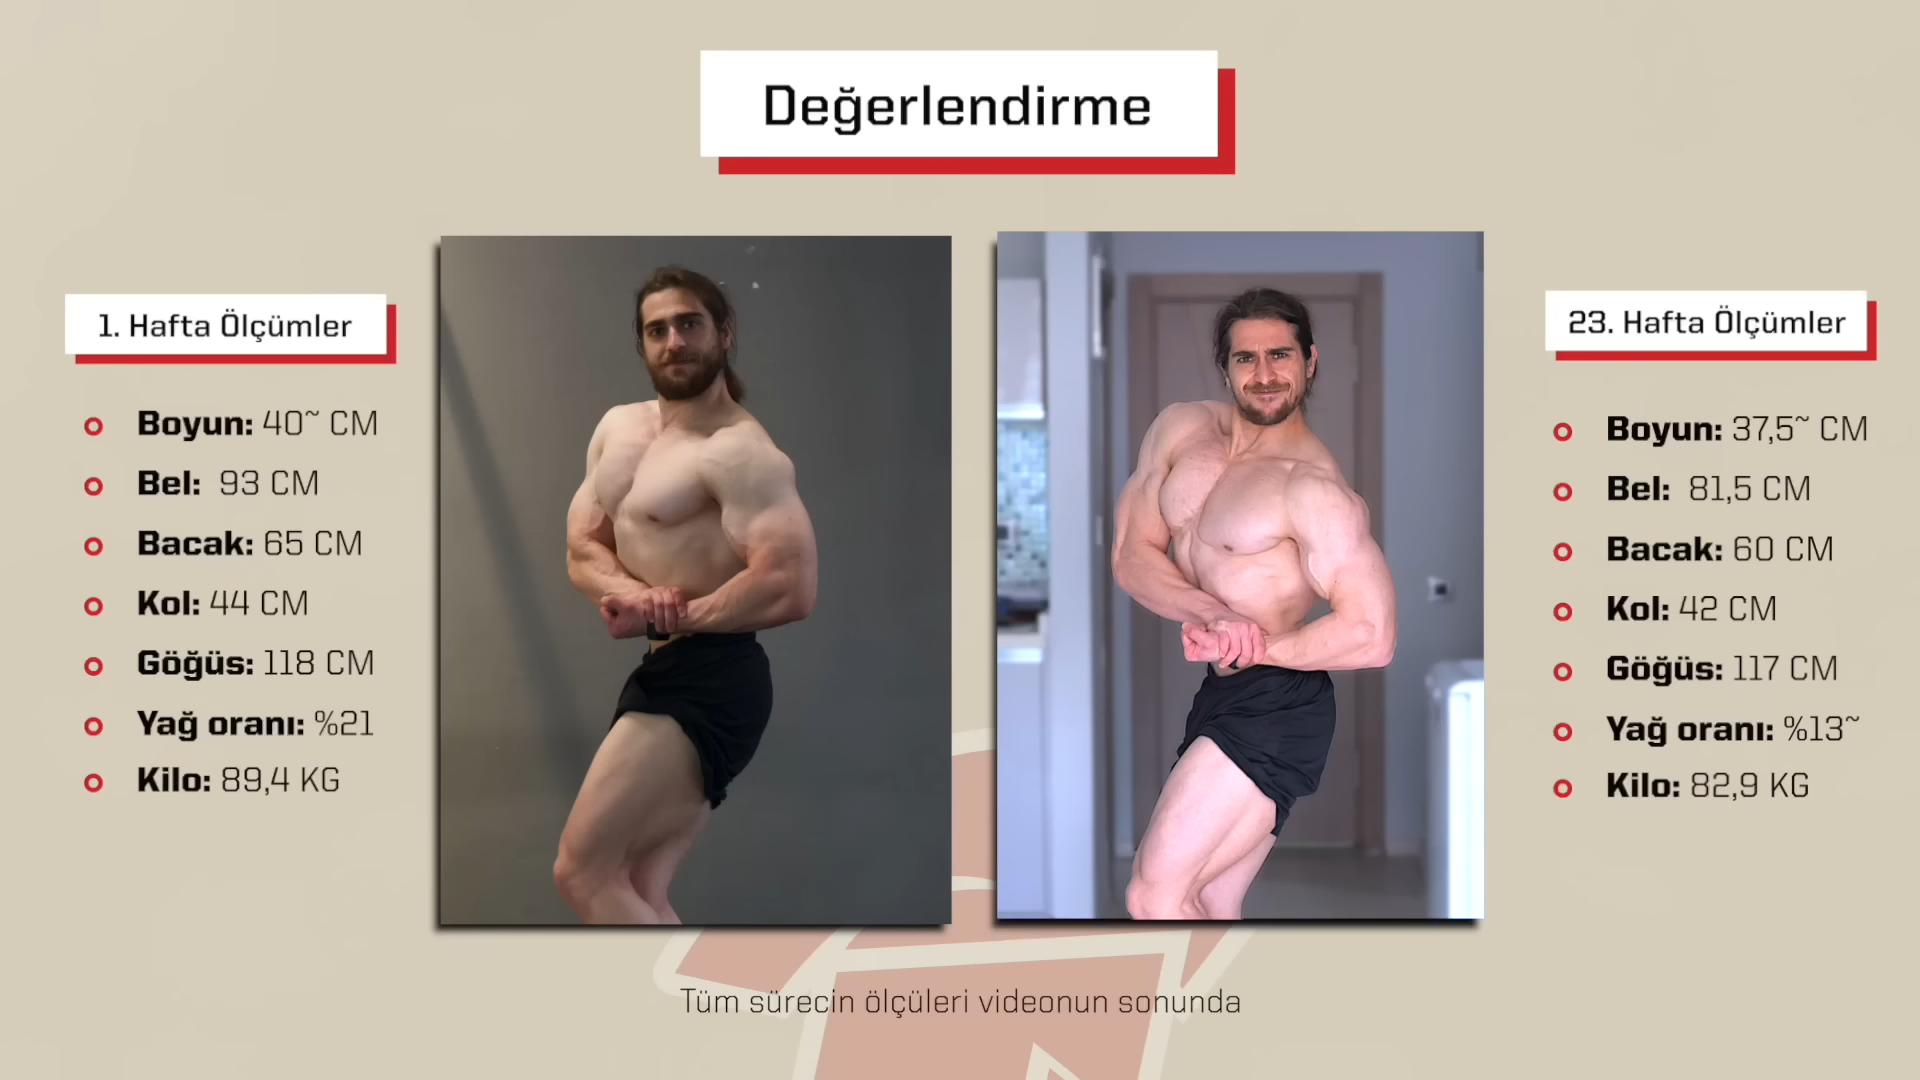 Değerlendirme
1. Hafta Ölçümler
Boyun: 40~ CM
Bel: 93 CM
Bacak: 65 CM
Kol: 44 CM
Göğüs: 118 CM
Yağ oranı: %21
Kilo: 89,4 KG
23. Hafta Ölçümler
Boyun: 37,5~ CM
Bel: 81,5 CM
Bacak: 60 CM
Kol: 42 CM
Göğüs: 117 CM
Yağ oranı: %13~
Kilo: 82,9 KG
Tüm sürecin ölçüleri videonun sonunda